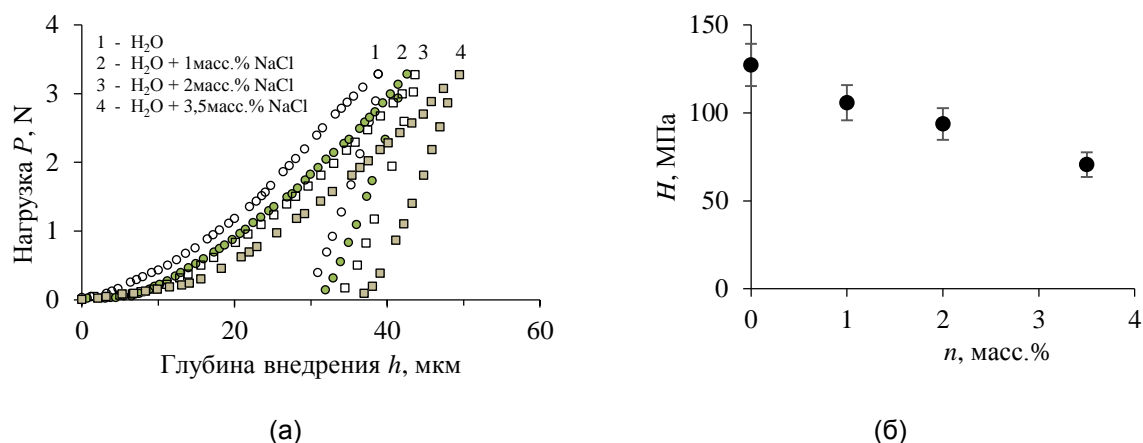 4
3
2
1
0
Нагрузка P, N
1 - H₂O
2 - H₂O + 1масс.% NaCl
3 - H₂O + 2масс.% NaCl
4 - H₂O + 3,5масс.% NaCl
1 2 3 4
0 20 40 60
Глубина внедрения h, мкм
(а)
150
100
50
0
H, МПа
0 1 2 3 4
n, масс.%
(б)